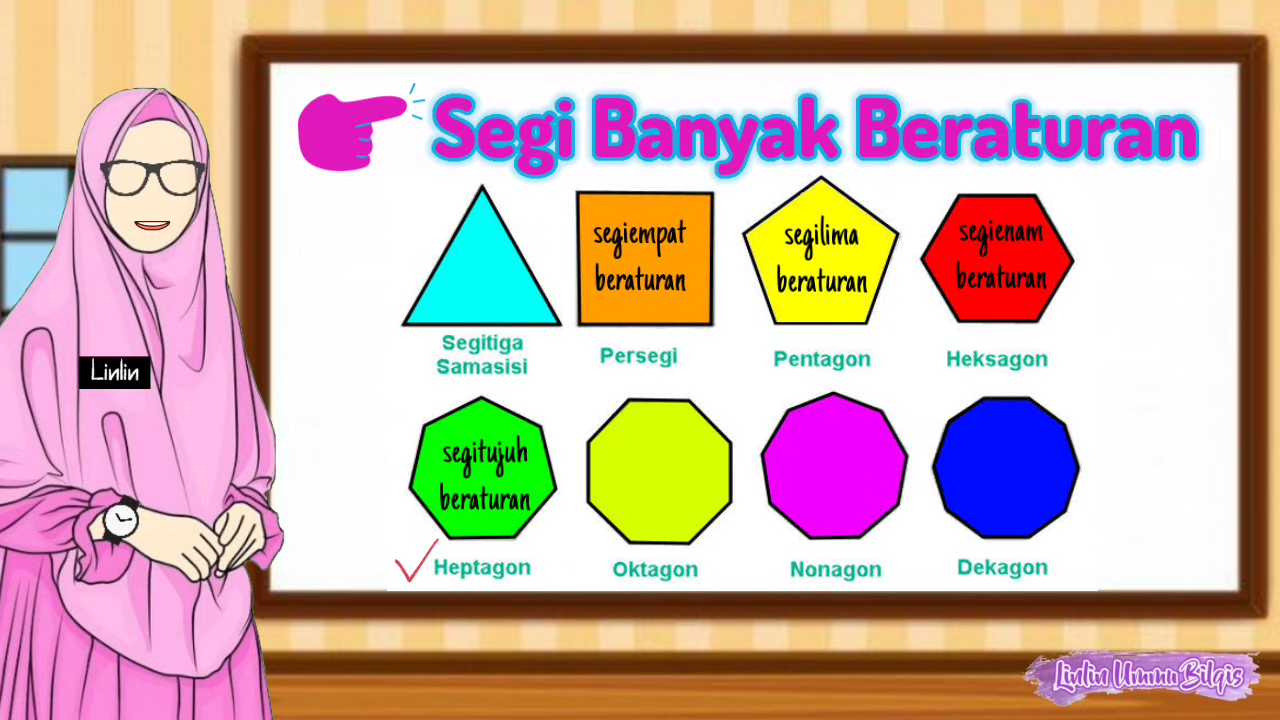 Segi Banyak Beraturan
segiempat
beraturan
segilima
beraturan
segienam
beraturan
Segitiga
Samasisi
Persegi
Pentagon
Heksagon
Linlin
segitujuh
beraturan
Heptagon
Oktagon
Nonagon
Dekagon
Linlin Ummu Bilqis